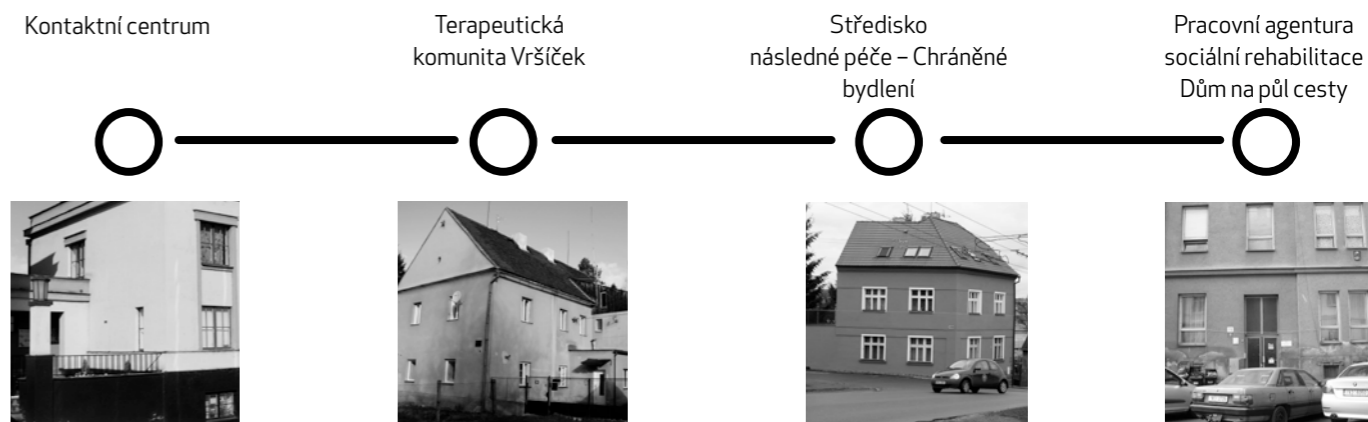 Kontaktní centrum
Terapeutická
komunita Vršíček
Středisko
následné péče – Chráněné
bydlení
Pracovní agentura
sociální rehabilitace
Dům na půl cesty